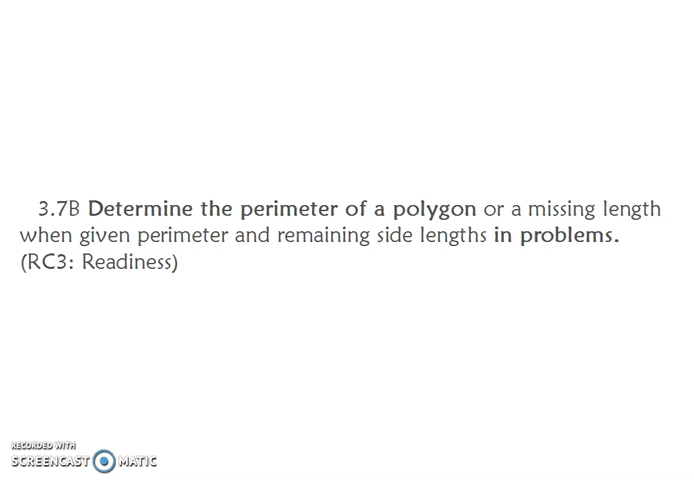 3.7B Determine the perimeter of a polygon or a missing length
when given perimeter and remaining side lengths in problems.
(RC3: Readiness)
RECORDED WITH
SCREENCAST MATIC